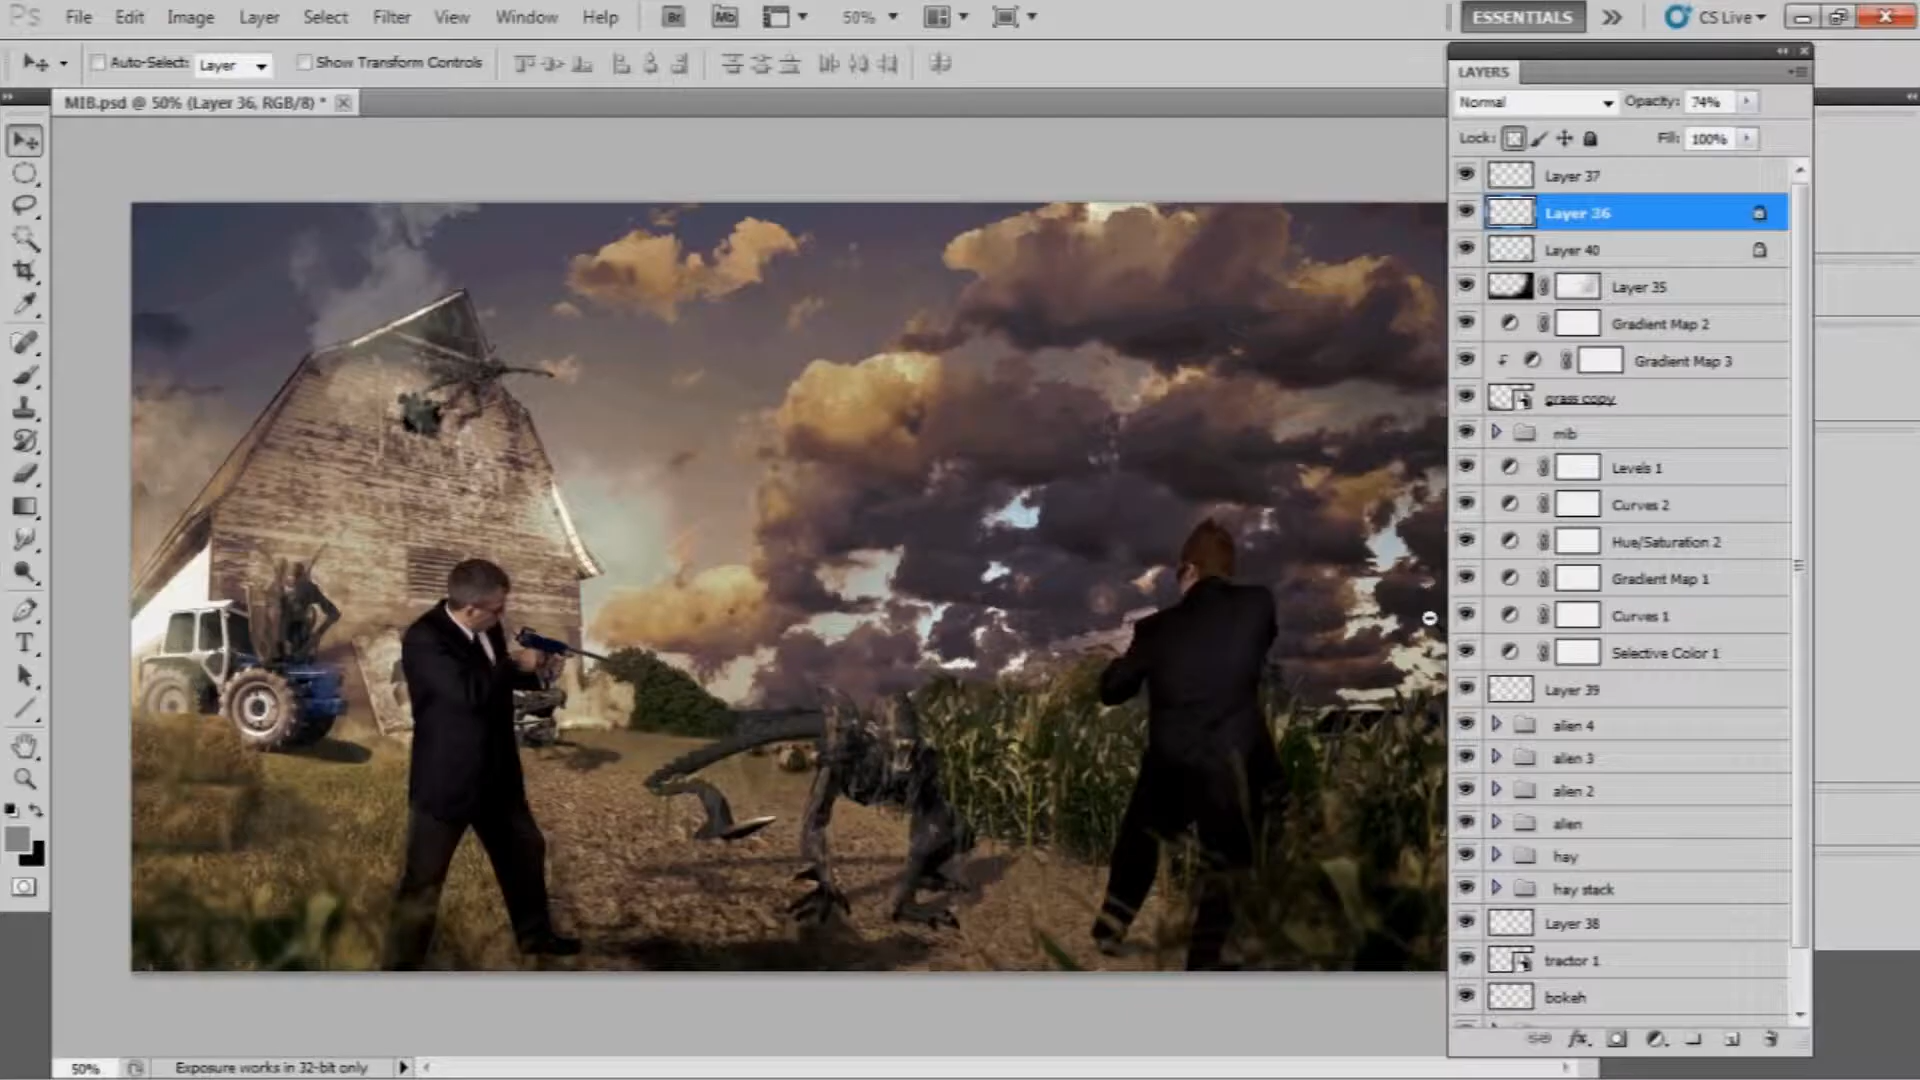 Ps File Edit Image Layer Select Filter View Window Help Br Mb 50% ESSENTIALS CS Live
Auto-Select: Layer Show Transform Controls
MIB.psd @ 50% (Layer 36, RGB/8) *
LAYERS
Normal Opacity: 74%
Lock: Fill: 100%
Layer 37
Layer 36
Layer 40
Layer 35
Gradient Map 2
Gradient Map 3
grass copy
mib
Levels 1
Curves 2
Hue/Saturation 2
Gradient Map 1
Curves 1
Selective Color 1
Layer 39
alien 4
alien 3
alien 2
alien
hay
hay stack
Layer 38
tractor 1
bokeh
50% Exposure works in 32-bit only